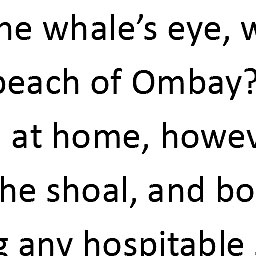 he whale’s eye, w
beach of Ombay?
at home, howev
he shoal, and bo
any hospitable